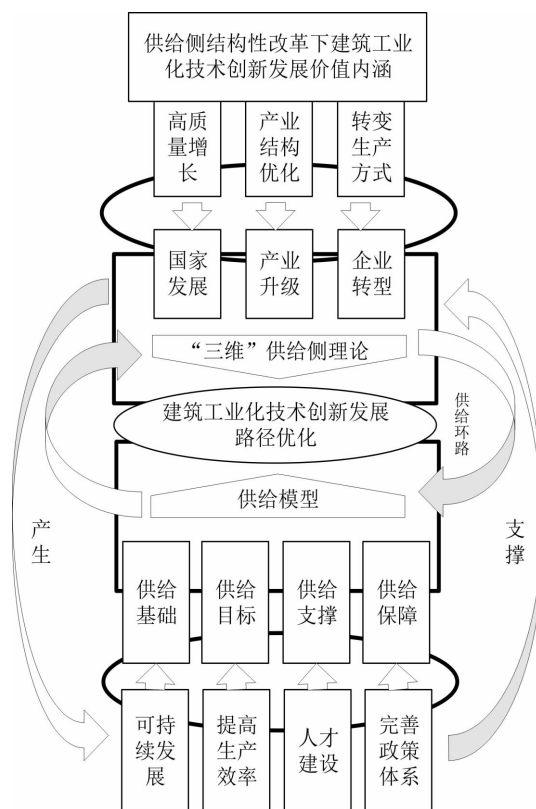 供给侧结构性改革下建筑工业
化技术创新发展价值内涵
高质
量增
长
产业
结构
优化
转变
生产
方式
国家
发展
产业
升级
企业
转型
“三维”供给侧理论
供给环路
建筑工业化技术创新发展
路径优化
供给模型
产生
支撑
供给
基础
供给
目标
供给
支撑
供给
保障
可持
续发
展
提高
生产
效率
人才
建设
完善
政策
体系